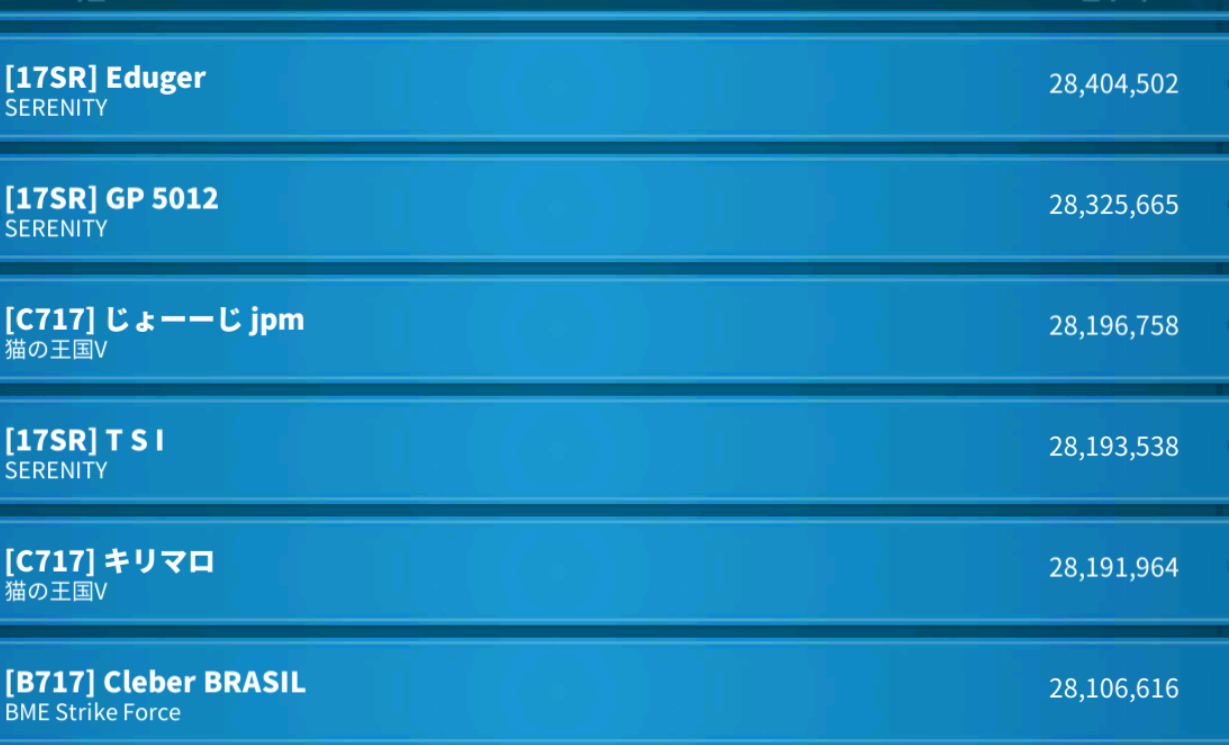 [17SR] Eduger
28,404,502
SERENITY
[17SR] GP 5012
28,325,665
SERENITY
[C717] じょーーじ jpm
28,196,758
猫の王国V
[17SR] T S I
28,193,538
SERENITY
[C717] キリマロ
28,191,964
猫の王国V
[B717] Cleber BRASIL
28,106,616
BME Strike Force